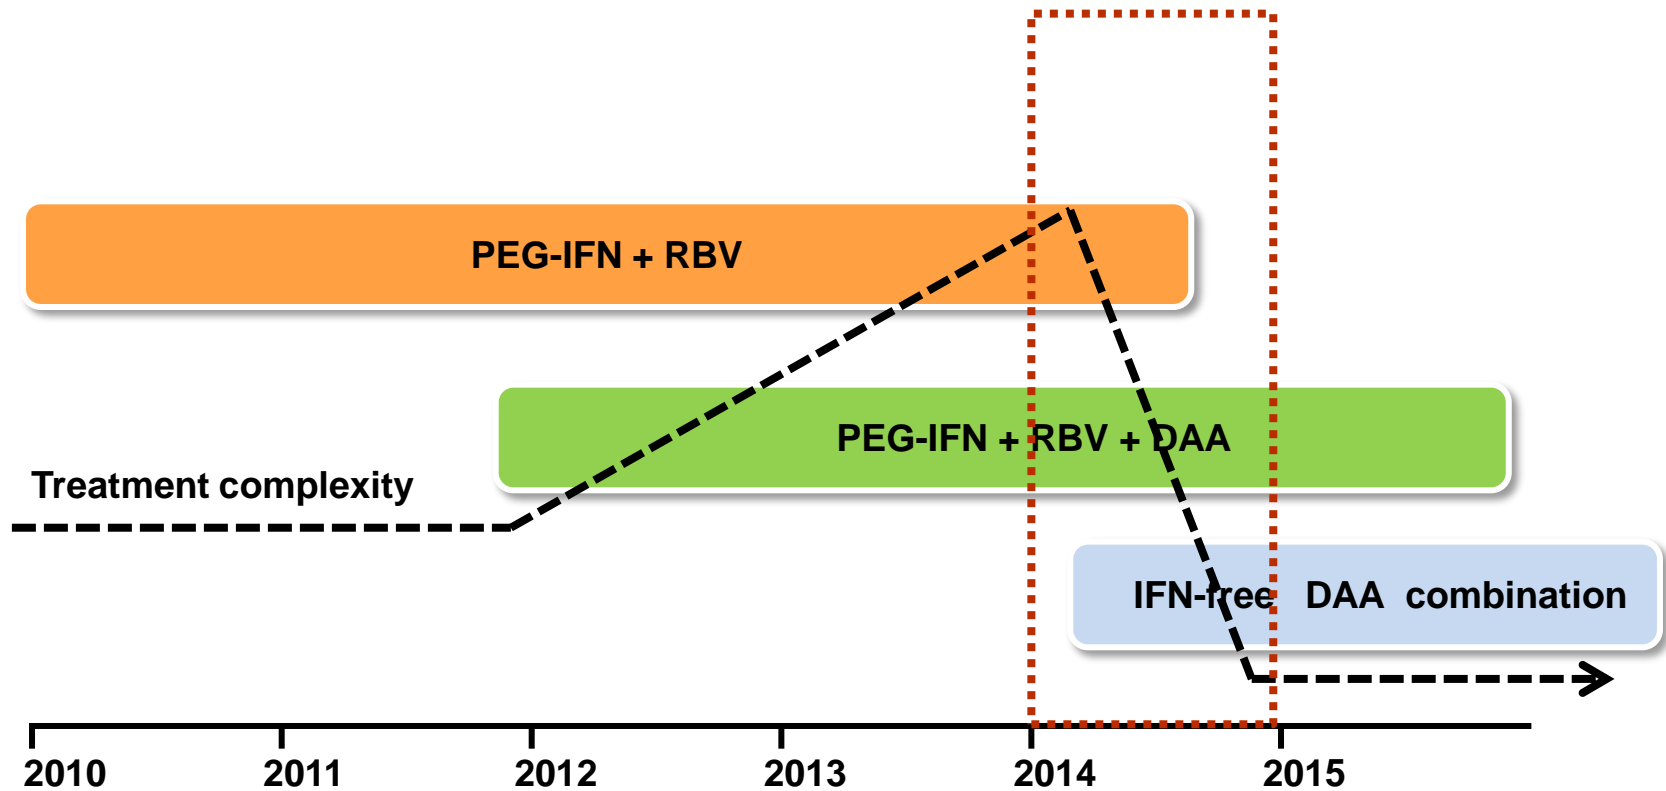 PEG-IFN + RBV
PEG-IFN + RBV + DAA
Treatment complexity
IFN-free DAA combination
2010 2011 2012 2013 2014 2015